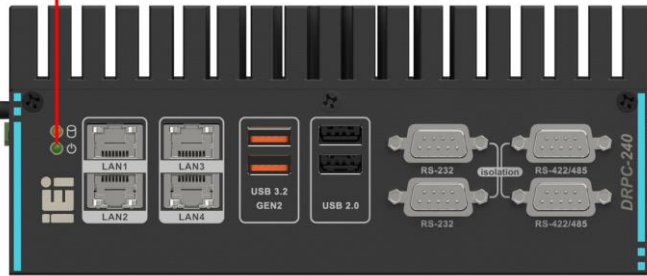 iEi
LAN1
LAN2
LAN3
LAN4
USB 3.2
GEN2
USB 2.0
RS-232
RS-422/485
isolation
RS-232
RS-422/485
DRPC-240